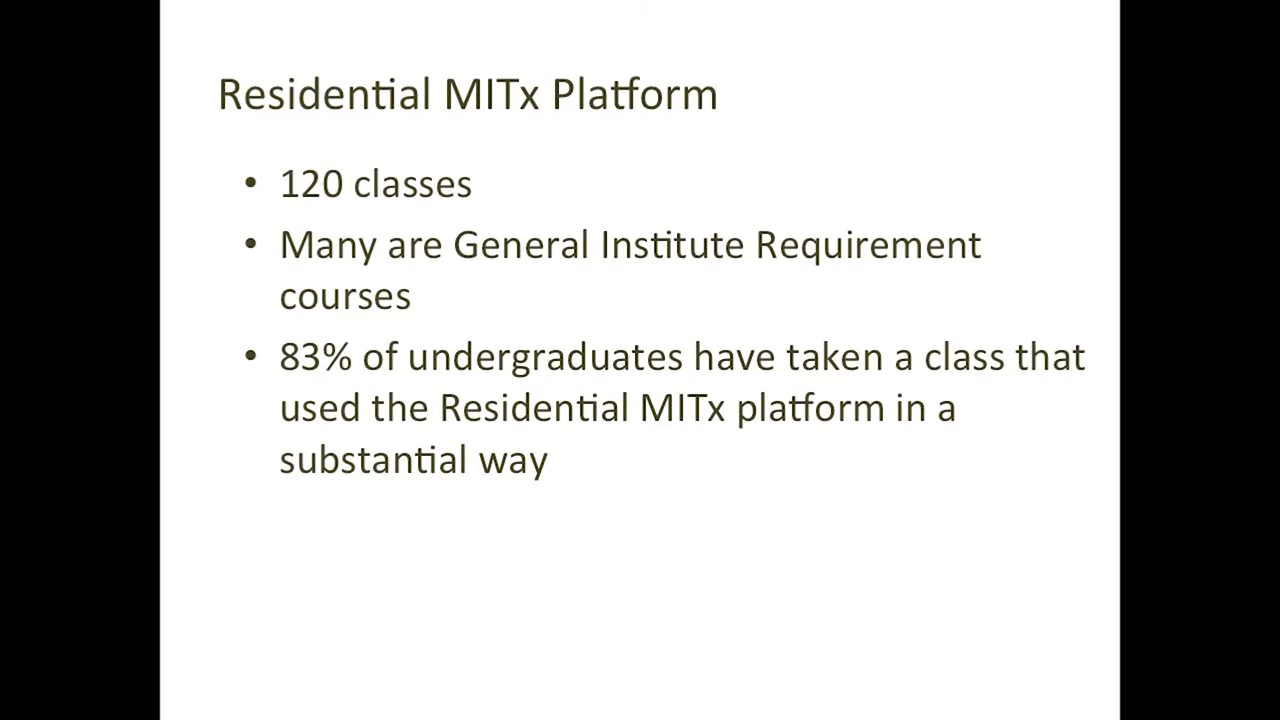 Residential MITx Platform
• 120 classes
• Many are General Institute Requirement
courses
• 83% of undergraduates have taken a class that
used the Residential MITx platform in a
substantial way